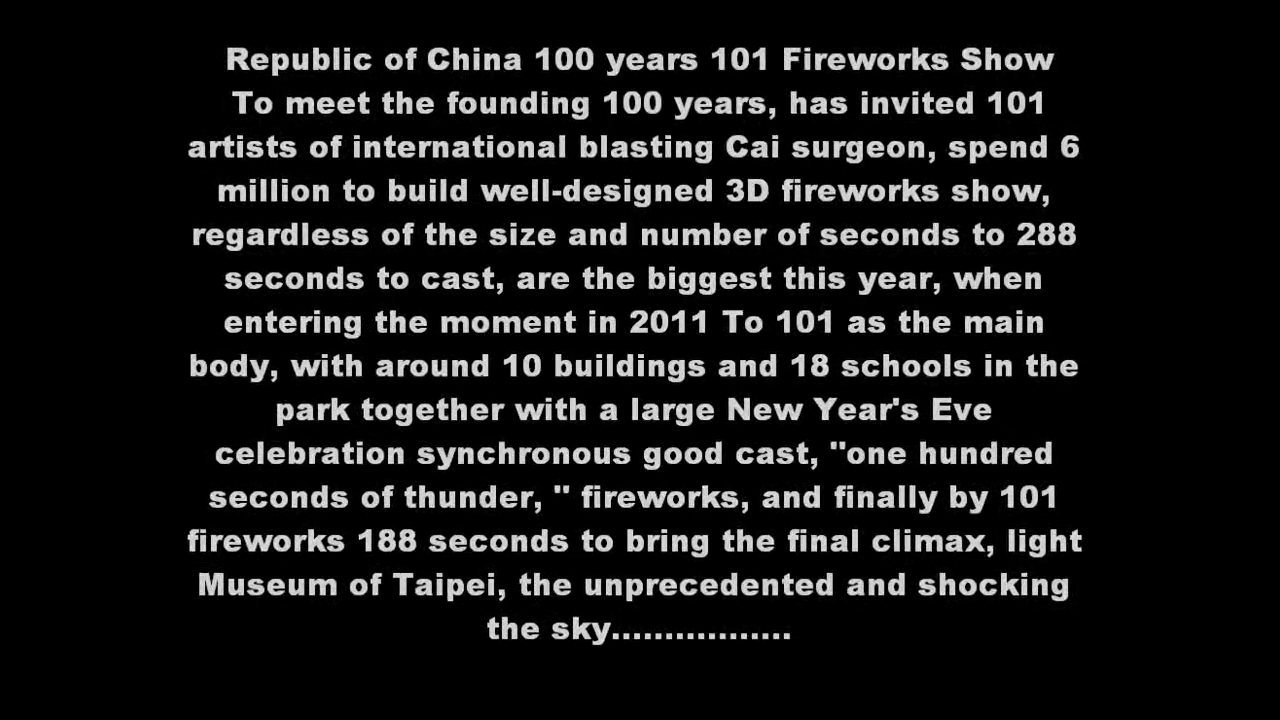 Republic of China 100 years 101 Fireworks Show
To meet the founding 100 years, has invited 101
artists of international blasting Cai surgeon, spend 6
million to build well-designed 3D fireworks show,
regardless of the size and number of seconds to 288
seconds to cast, are the biggest this year, when
entering the moment in 2011 To 101 as the main
body, with around 10 buildings and 18 schools in the
park together with a large New Year's Eve
celebration synchronous good cast, "one hundred
seconds of thunder, " fireworks, and finally by 101
fireworks 188 seconds to bring the final climax, light
Museum of Taipei, the unprecedented and shocking
the sky.................